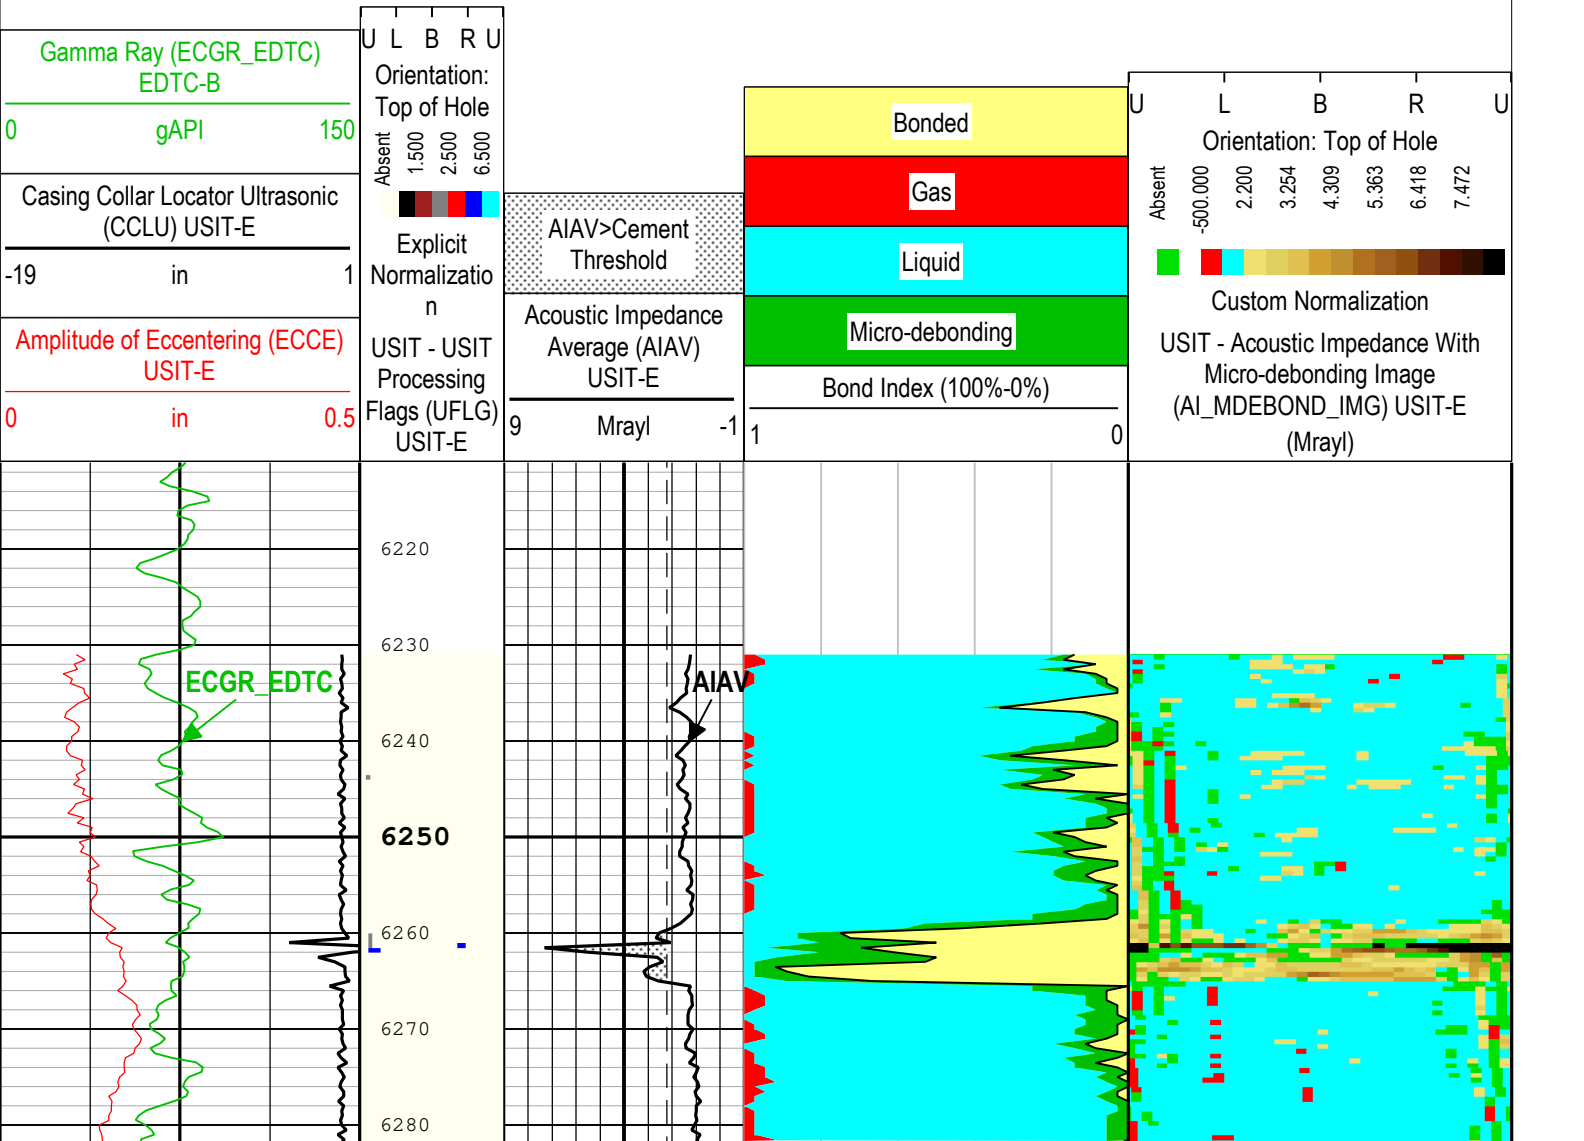 Gamma Ray (ECGR_EDTC)
EDTC-B
0 gAPI 150
Casing Collar Locator Ultrasonic
(CCLU) USIT-E
-19 in 1
Amplitude of Eccentering (ECCE)
USIT-E
0 in 0.5
U L B R U
Orientation:
Top of Hole
Absent
1.500
2.500
6.500
Explicit
Normalizatio
n
USIT - USIT
Processing
Flags (UFLG)
USIT-E
AIAV>Cement
Threshold
Acoustic Impedance
Average (AIAV)
USIT-E
9 Mrayl -1
Bonded
Gas
Liquid
Micro-debonding
Bond Index (100%-0%)
1 0
U L B R U
Orientation: Top of Hole
Absent
-500.000
2.200
3.254
4.309
5.363
6.418
7.472
Custom Normalization
USIT - Acoustic Impedance With
Micro-debonding Image
(AI_MDEBOND_IMG) USIT-E
(Mrayl)
6220
6230
ECGR_EDTC
AIAV
6240
6250
6260
6270
6280